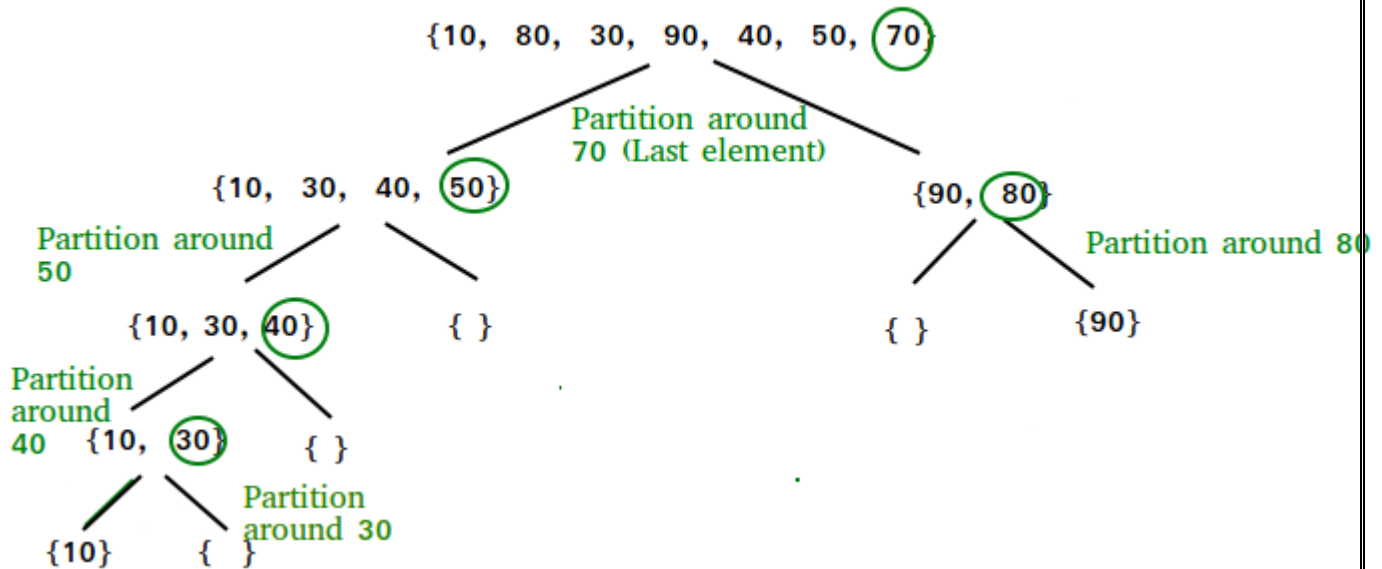 {10, 80, 30, 90, 40, 50, 70}
Partition around
70 (Last element)
{10, 30, 40, 50}
{90, 80}
Partition around
50
Partition around 80
{10, 30, 40}
{ }
{ }
{90}
Partition
around
40
{10, 30}
{ }
Partition
around 30
{10}
{ }